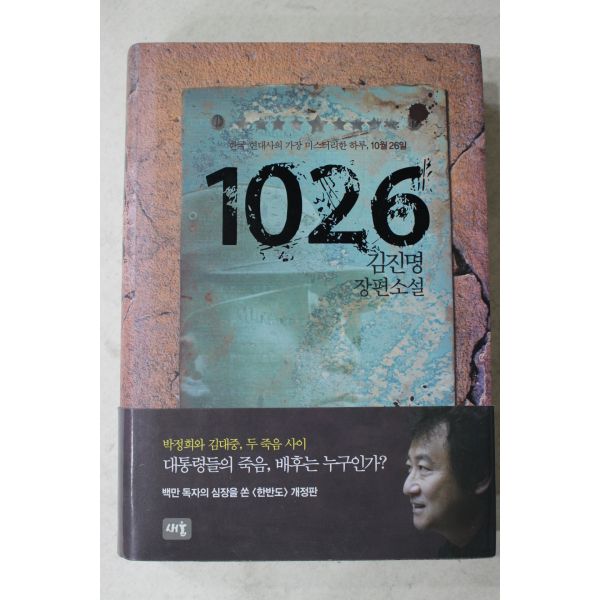 한국 현대사의 가장 미스터리한 하루, 10월 26일
1026
김진명
장편소설
박정희와 김대중, 두 죽음 사이
대통령들의 죽음, 배후는 누구인가?
백만 독자의 심장을 쏜 〈한반도〉 개정판
새움